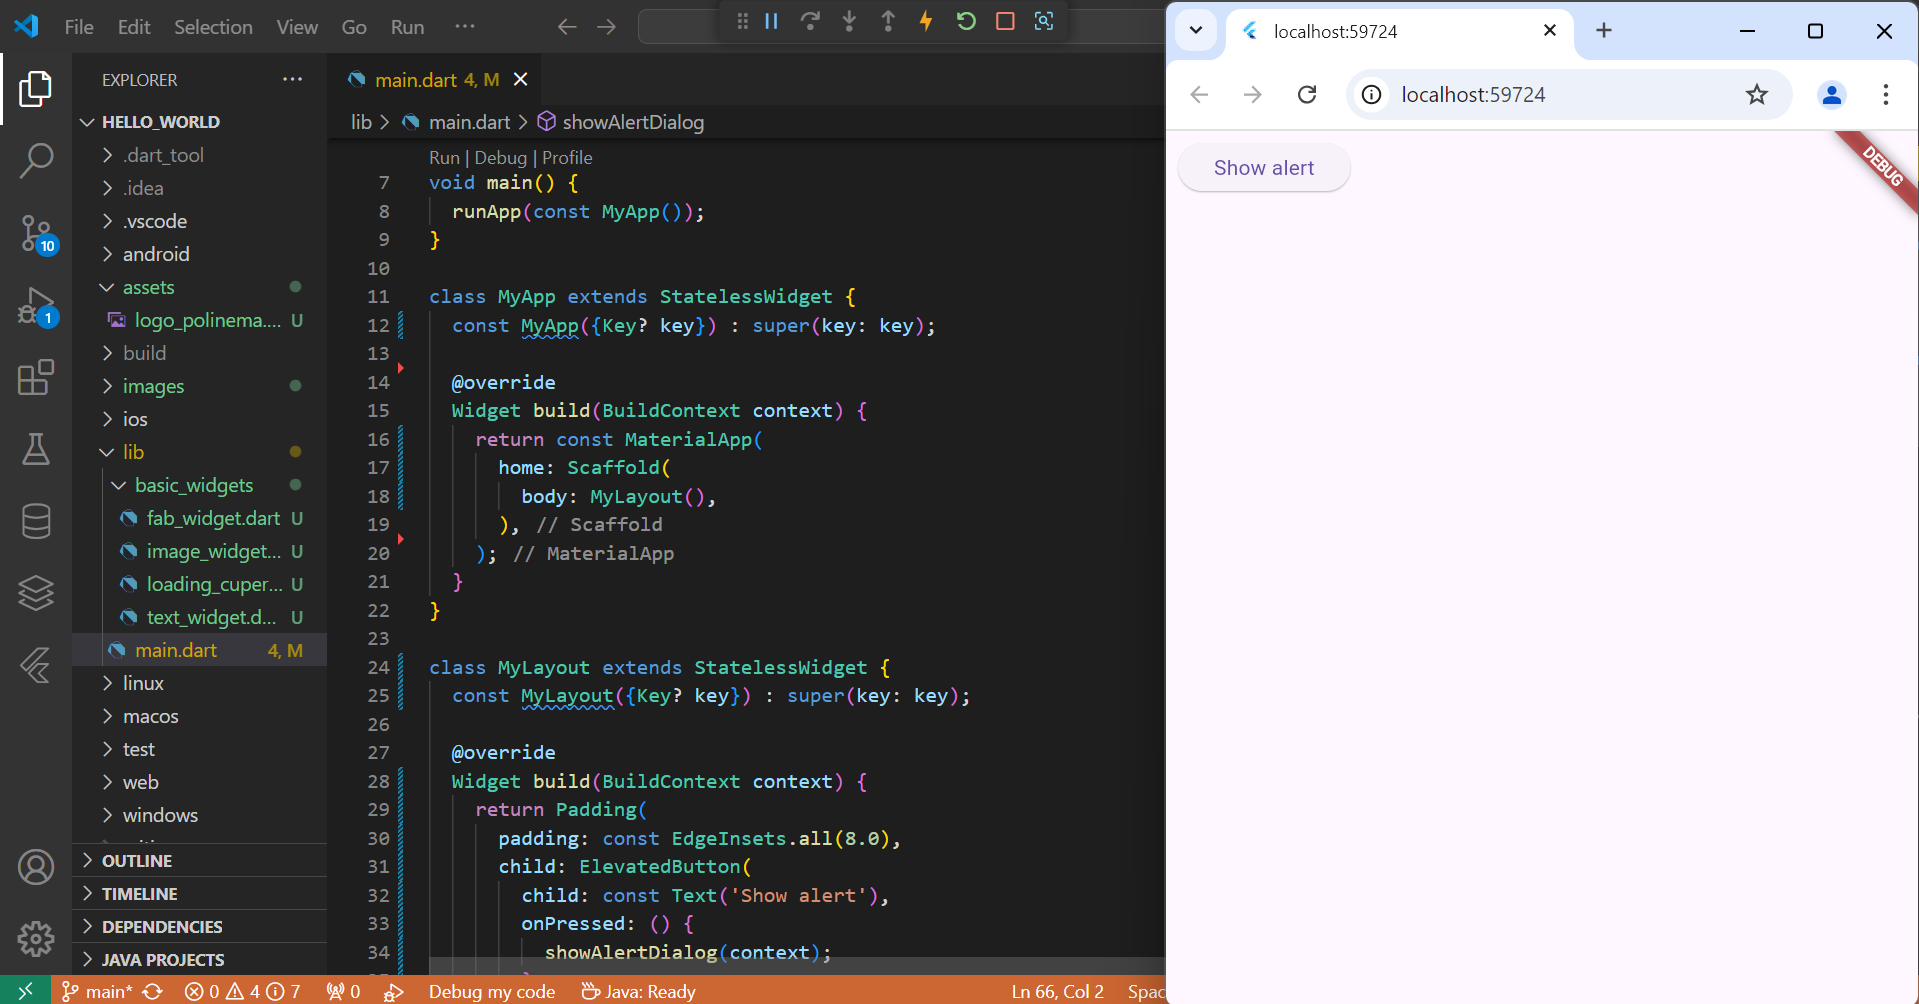 File Edit Selection View Go Run ···
EXPLORER ···
HELLO_WORLD
.dart_tool
.idea
.vscode
android
assets
logo_polinema.... U
build
images
ios
lib
basic_widgets
fab_widget.dart U
image_widget... U
loading_cuper... U
text_widget.d... U
main.dart 4, M
linux
macos
test
web
windows
OUTLINE
TIMELINE
DEPENDENCIES
JAVA PROJECTS
10
1
main.dart 4, M
lib > main.dart > showAlertDialog
Run | Debug | Profile
7 void main() {
8 runApp(const MyApp());
9 }
10
11 class MyApp extends StatelessWidget {
12 const MyApp({Key? key}) : super(key: key);
13
14 @override
15 Widget build(BuildContext context) {
16 return const MaterialApp(
17 home: Scaffold(
18 body: MyLayout(),
19 ), // Scaffold
20 ); // MaterialApp
21 }
22 }
23
24 class MyLayout extends StatelessWidget {
25 const MyLayout({Key? key}) : super(key: key);
26
27 @override
28 Widget build(BuildContext context) {
29 return Padding(
30 padding: const EdgeInsets.all(8.0),
31 child: ElevatedButton(
32 child: const Text('Show alert'),
33 onPressed: () {
34 showAlertDialog(context);
main* 0 4 7 0 Debug my code Java: Ready Ln 66, Col 2 Spac
localhost:59724
localhost:59724
Show alert
DEBUG